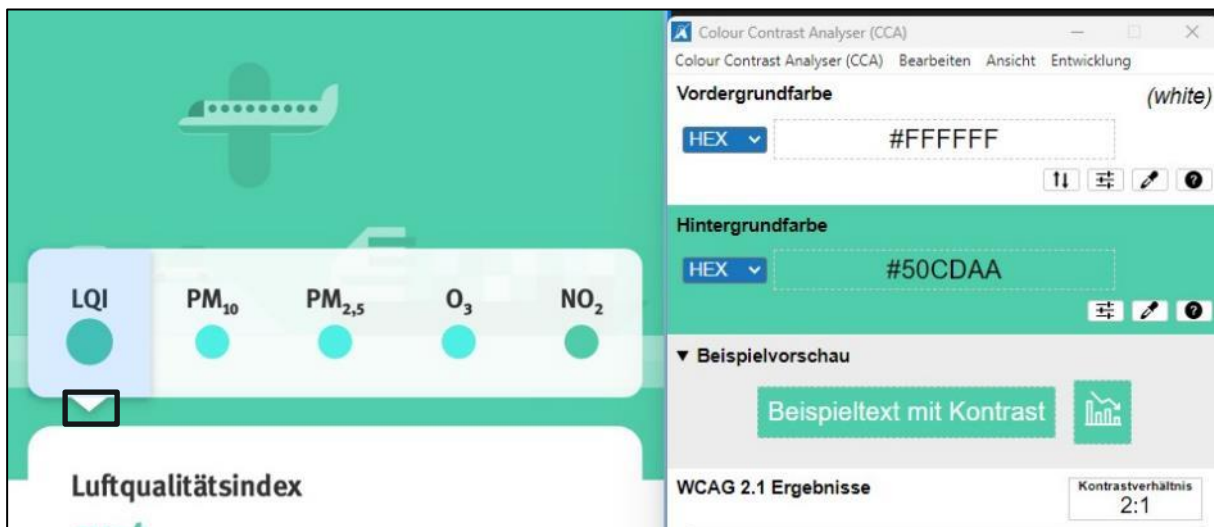 LQI PM10 PM2,5 O3 NO2
Luftqualitätsindex
Colour Contrast Analyser (CCA)
Colour Contrast Analyser (CCA) Bearbeiten Ansicht Entwicklung
Vordergrundfarbe (white)
HEX #FFFFFF
Hintergrundfarbe
HEX #50CDAA
▼ Beispielvorschau
Beispieltext mit Kontrast
WCAG 2.1 Ergebnisse
Kontrastverhältnis
2:1